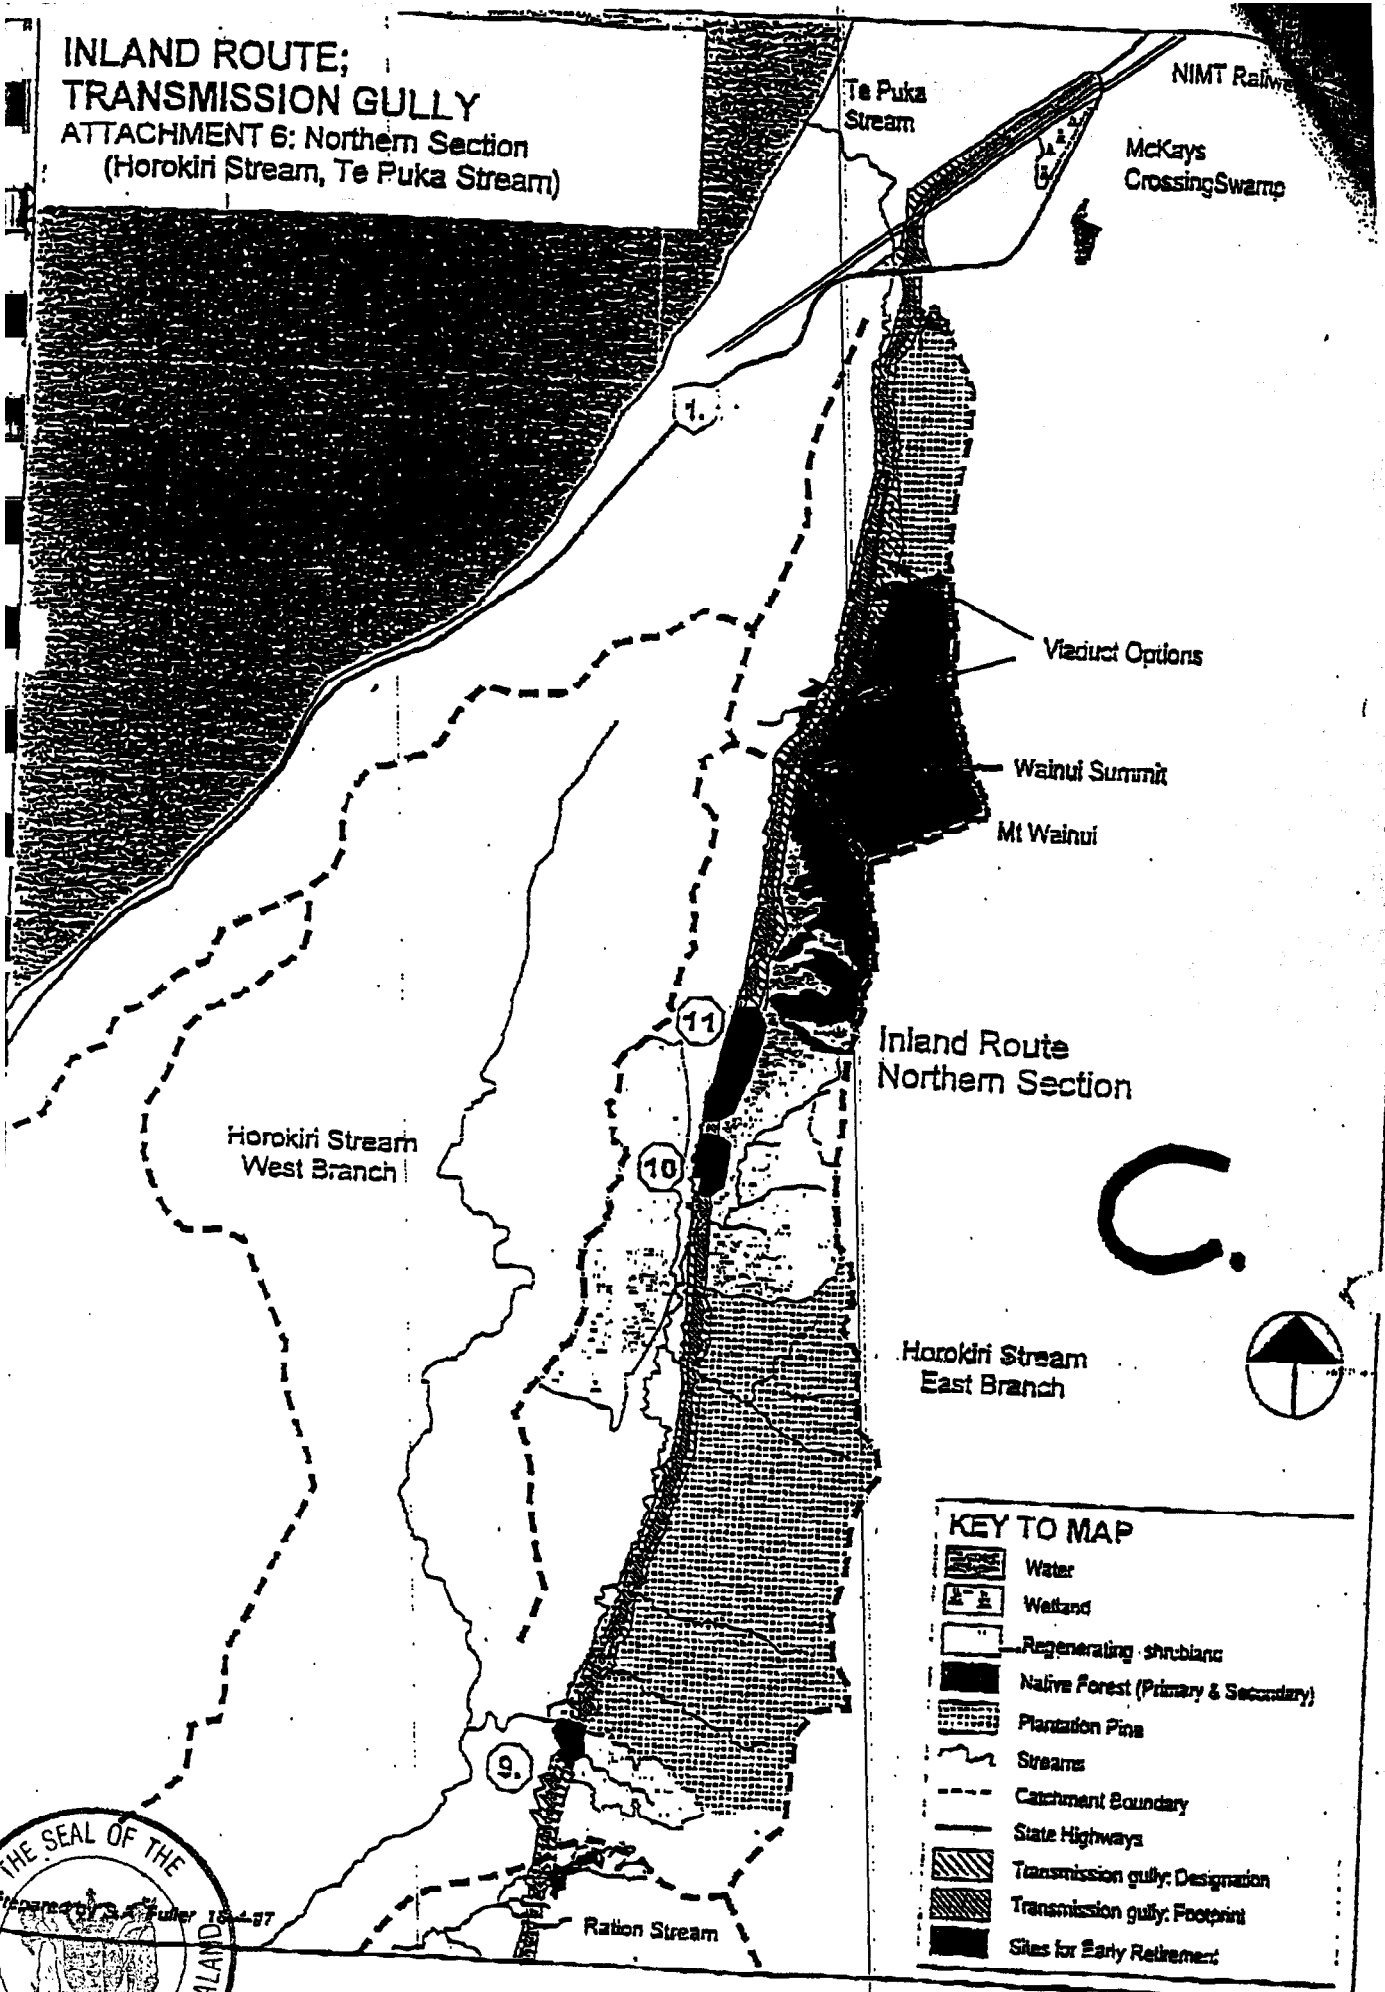 INLAND ROUTE;
TRANSMISSION GULLY
ATTACHMENT 6: Northern Section
(Horokiri Stream, Te Puka Stream)
Te Puka
Stream
NIMT
McKays
CrossingSwamp
1.
Viaduct Options
Wainui Summit
Mt Wainui
11
Inland Route
Northern Section
Horokiri Stream
West Branch
10
C.
Horokiri Stream
East Branch
KEY TO MAP
Water
Wetland
Regenerating shrubland
Native Forest (Primary & Secondary)
Plantation Pine
Streams
Catchment Boundary
State Highways
Transmission gully: Designation
Transmission gully: Footprint
Sites for Early Retirement
9.
THE SEAL OF THE
Prepared by Fuller
Ration Stream